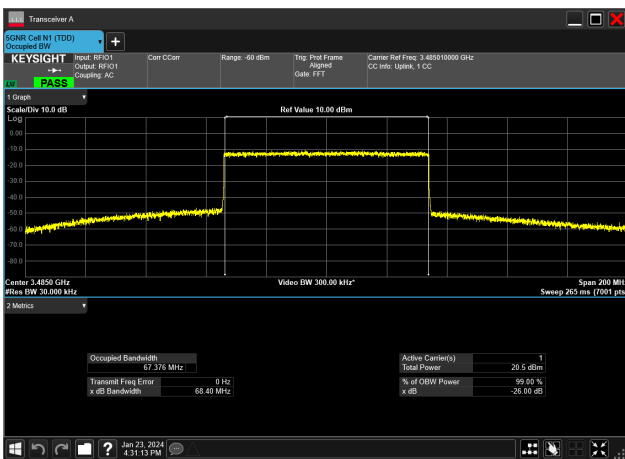 Transceiver A
5GNR Cell N1 (TDD)
Occupied BW
KEYSIGHT
Input: RFIO1
Output: RFIO1
Coupling: AC
Corr CCorr
Range: -60 dBm
Trig: Prot Frame
Aligned
Gate: FFT
Carrier Ref Freq: 3.485010000 GHz
CC Info: Uplink, 1 CC
PASS
1 Graph
Scale/Div 10.0 dB
Ref Value 10.00 dBm
Log
0.00
-10.0
-20.0
-30.0
-40.0
-50.0
-60.0
-70.0
-80.0
Center 3.4850 GHz
#Res BW 30.000 kHz
Video BW 300.00 kHz*
Span 200 MHz
Sweep 265 ms (7001 pts)
2 Metrics
Occupied Bandwidth
67.376 MHz
Transmit Freq Error 0 Hz
x dB Bandwidth 68.40 MHz
Active Carrier(s) 1
Total Power 20.5 dBm
% of OBW Power 99.00 %
x dB -26.00 dB
Jan 23, 2024
4:31:13 PM